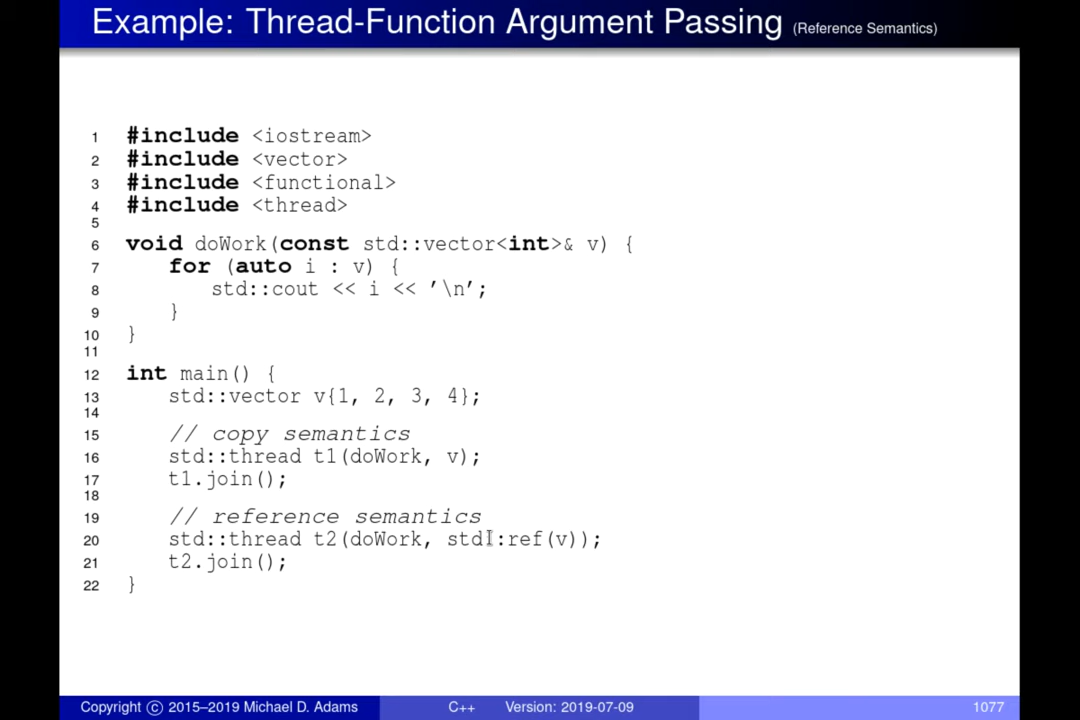 Example: Thread-Function Argument Passing (Reference Semantics)
1 #include <iostream>
2 #include <vector>
3 #include <functional>
4 #include <thread>
5
6 void doWork(const std::vector<int>& v) {
7 for (auto i : v) {
8 std::cout << i << '\n';
9 }
10 }
11
12 int main() {
13 std::vector v{1, 2, 3, 4};
14
15 // copy semantics
16 std::thread t1(doWork, v);
17 t1.join();
18
19 // reference semantics
20 std::thread t2(doWork, std::ref(v));
21 t2.join();
22 }
Copyright © 2015–2019 Michael D. Adams C++ Version: 2019-07-09 1077